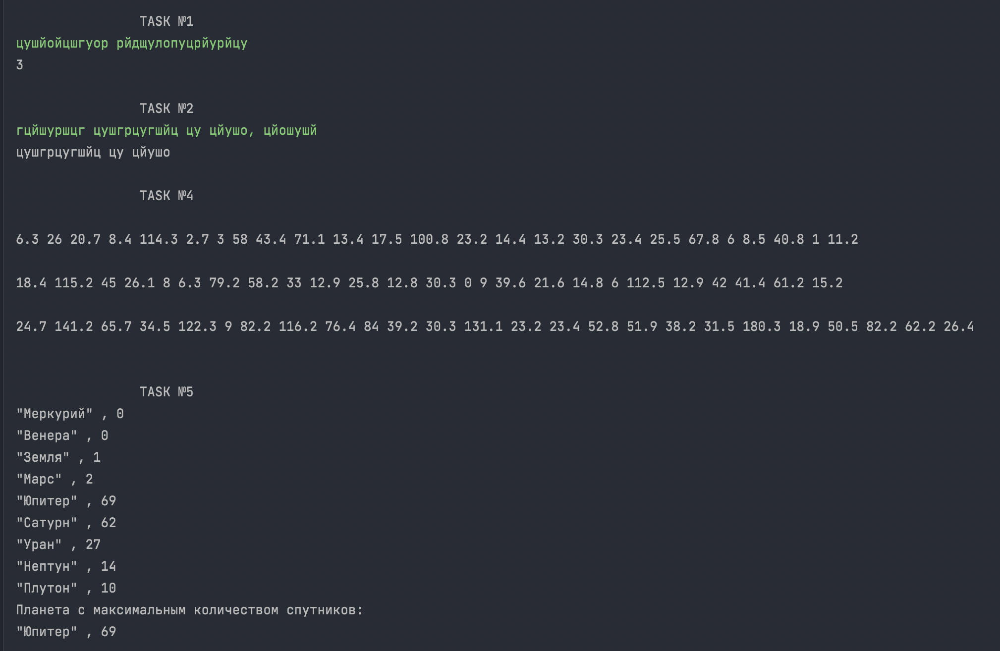 TASK №1
цушйойцшгуор рйдщулопуцрйурйцу
3
TASK №2
гцйшуршцг цушгрцугшйц цу цйушо, цйошушй
цушгрцугшйц цу цйушо
TASK №4
6.3 26 20.7 8.4 114.3 2.7 3 58 43.4 71.1 13.4 17.5 100.8 23.2 14.4 13.2 30.3 23.4 25.5 67.8 6 8.5 40.8 1 11.2
18.4 115.2 45 26.1 8 6.3 79.2 58.2 33 12.9 25.8 12.8 30.3 0 9 39.6 21.6 14.8 6 112.5 12.9 42 41.4 61.2 15.2
24.7 141.2 65.7 34.5 122.3 9 82.2 116.2 76.4 84 39.2 30.3 131.1 23.2 23.4 52.8 51.9 38.2 31.5 180.3 18.9 50.5 82.2 62.2 26.4
TASK №5
"Меркурий" , 0
"Венера" , 0
"Земля" , 1
"Марс" , 2
"Юпитер" , 69
"Сатурн" , 62
"Уран" , 27
"Нептун" , 14
"Плутон" , 10
Планета с максимальным количеством спутников:
"Юпитер" , 69